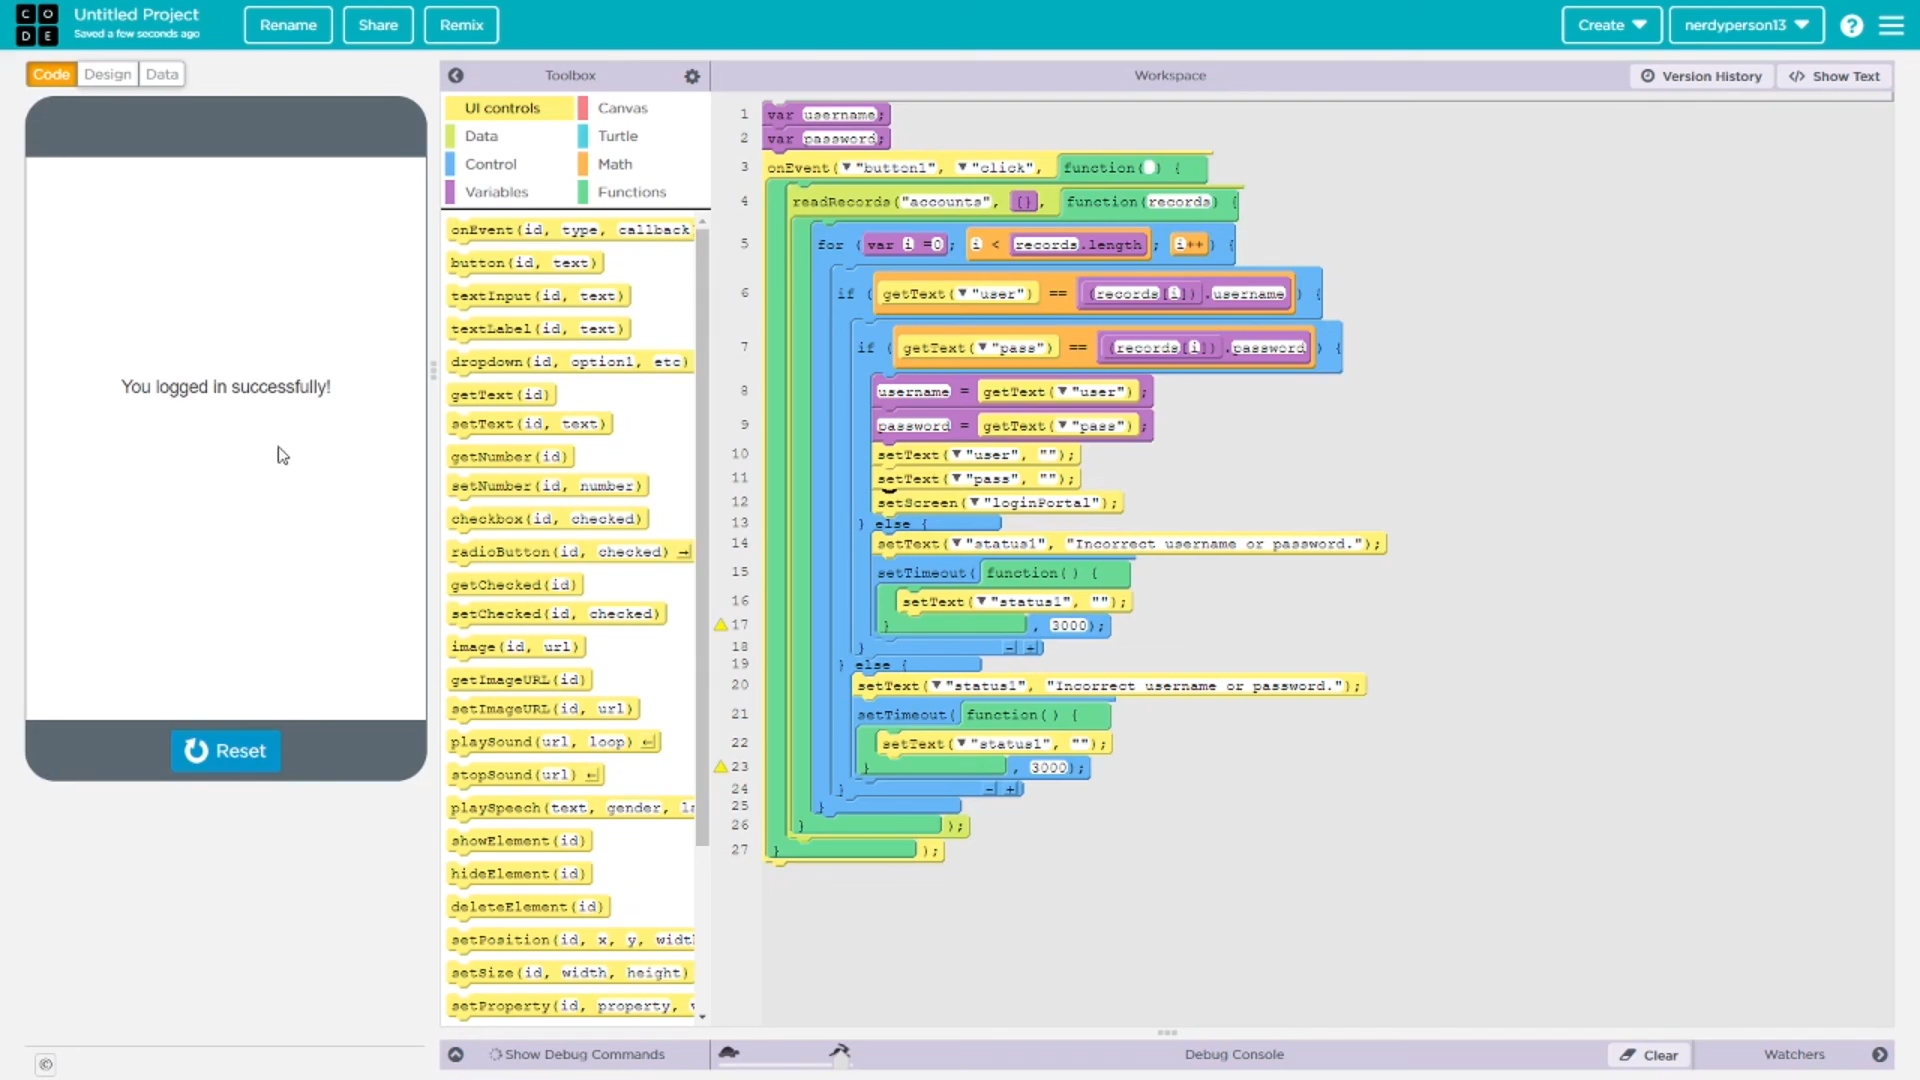 CODE
Untitled Project
Saved a few seconds ago
Rename
Share
Remix
Create
nerdyperson13
?
Code
Design
Data
Toolbox
Workspace
Version History
</> Show Text
You logged in successfully!
Reset
UI controls
Canvas
Data
Turtle
Control
Math
Variables
Functions
onEvent(id, type, callback
button(id, text)
textInput(id, text)
textLabel(id, text)
dropdown(id, option1, etc)
getText(id)
setText(id, text)
getNumber(id)
setNumber(id, number)
checkbox(id, checked)
radioButton(id, checked)
getChecked(id)
setChecked(id, checked)
image(id, url)
getImageURL(id)
setImageURL(id, url)
playSound(url, loop)
stopSound(url)
playSpeech(text, gender,
showElement(id)
hideElement(id)
deleteElement(id)
setPosition(id, x, y, widt
setSize(id, width, height)
setProperty(id, property,
1 var username;
2 var password;
3 onEvent("button1", "click", function( ) {
4 readRecords("accounts", {}, function(records) {
5 for (var i =0; i < records.length; i++) {
6 if (getText("user") == (records[i]).username) {
7 if (getText("pass") == (records[i]).password) {
8 username = getText("user");
9 password = getText("pass");
10 setText("user", "");
11 setText("pass", "");
12 setScreen("loginPortal");
13 } else {
14 setText("status1", "Incorrect username or password.");
15 setTimeout(function() {
16 setText("status1", "");
17 }, 3000);
18 } - +
19 } else {
20 setText("status1", "Incorrect username or password.");
21 setTimeout(function() {
22 setText("status1", "");
23 }, 3000);
24 } - +
25 }
26 });
27 });
Show Debug Commands
Debug Console
Clear
Watchers
©